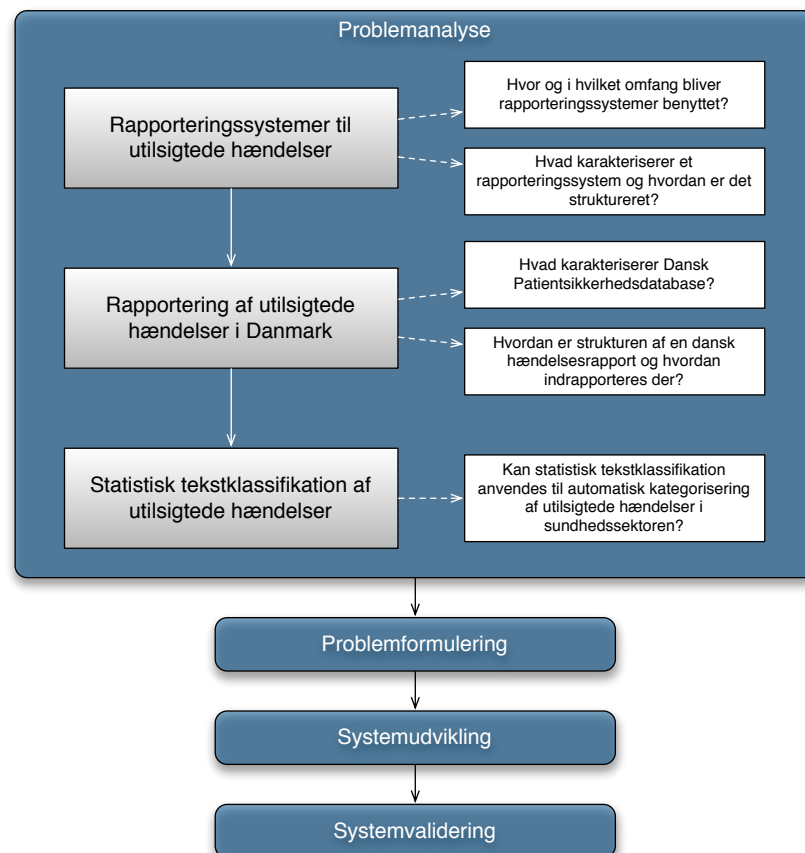 Problemanalyse
Rapporteringssystemer til
utilsigtede hændelser
Hvor og i hvilket omfang bliver
rapporteringssystemer benyttet?
Hvad karakteriserer et
rapporteringssystem og hvordan er det
struktureret?
Rapportering af utilsigtede
hændelser i Danmark
Hvad karakteriserer Dansk
Patientsikkerhedsdatabase?
Hvordan er strukturen af en dansk
hændelsesrapport og hvordan
indrapporteres der?
Statistisk tekstklassifikation af
utilsigtede hændelser
Kan statistisk tekstklassifikation
anvendes til automatisk kategorisering
af utilsigtede hændelser i
sundhedssektoren?
Problemformulering
Systemudvikling
Systemvalidering